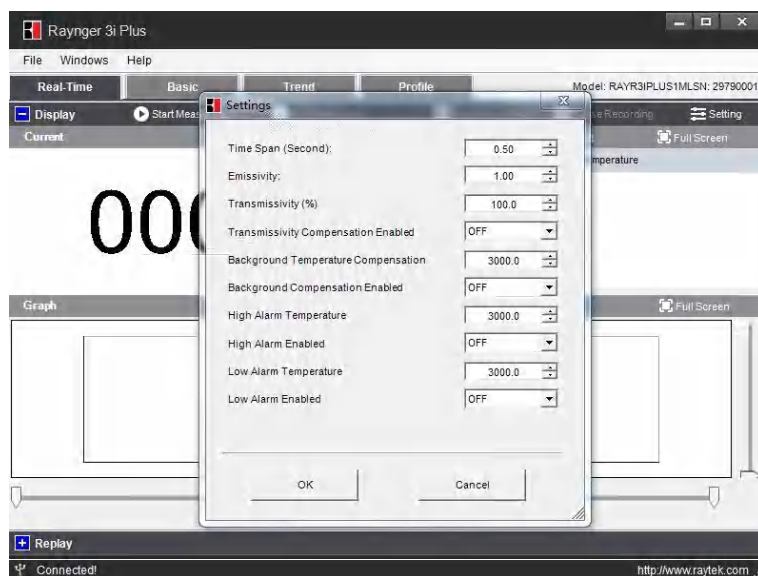 Raynger 3i Plus
File Windows Help
Real-Time Basic Trend Profile Model: RAYR3IPLUS1MLSN: 29790001
Display Start Meas Recording Setting
Current Full Screen
mperature
000
Settings
Time Span (Second): 0.50
Emissivity: 1.00
Transmissivity (%) 100.0
Transmissivity Compensation Enabled OFF
Background Temperature Compensation 3000.0
Background Compensation Enabled OFF
High Alarm Temperature 3000.0
High Alarm Enabled OFF
Low Alarm Temperature 3000.0
Low Alarm Enabled OFF
OK Cancel
Graph Full Screen
Replay
Connected! http://www.raytek.com